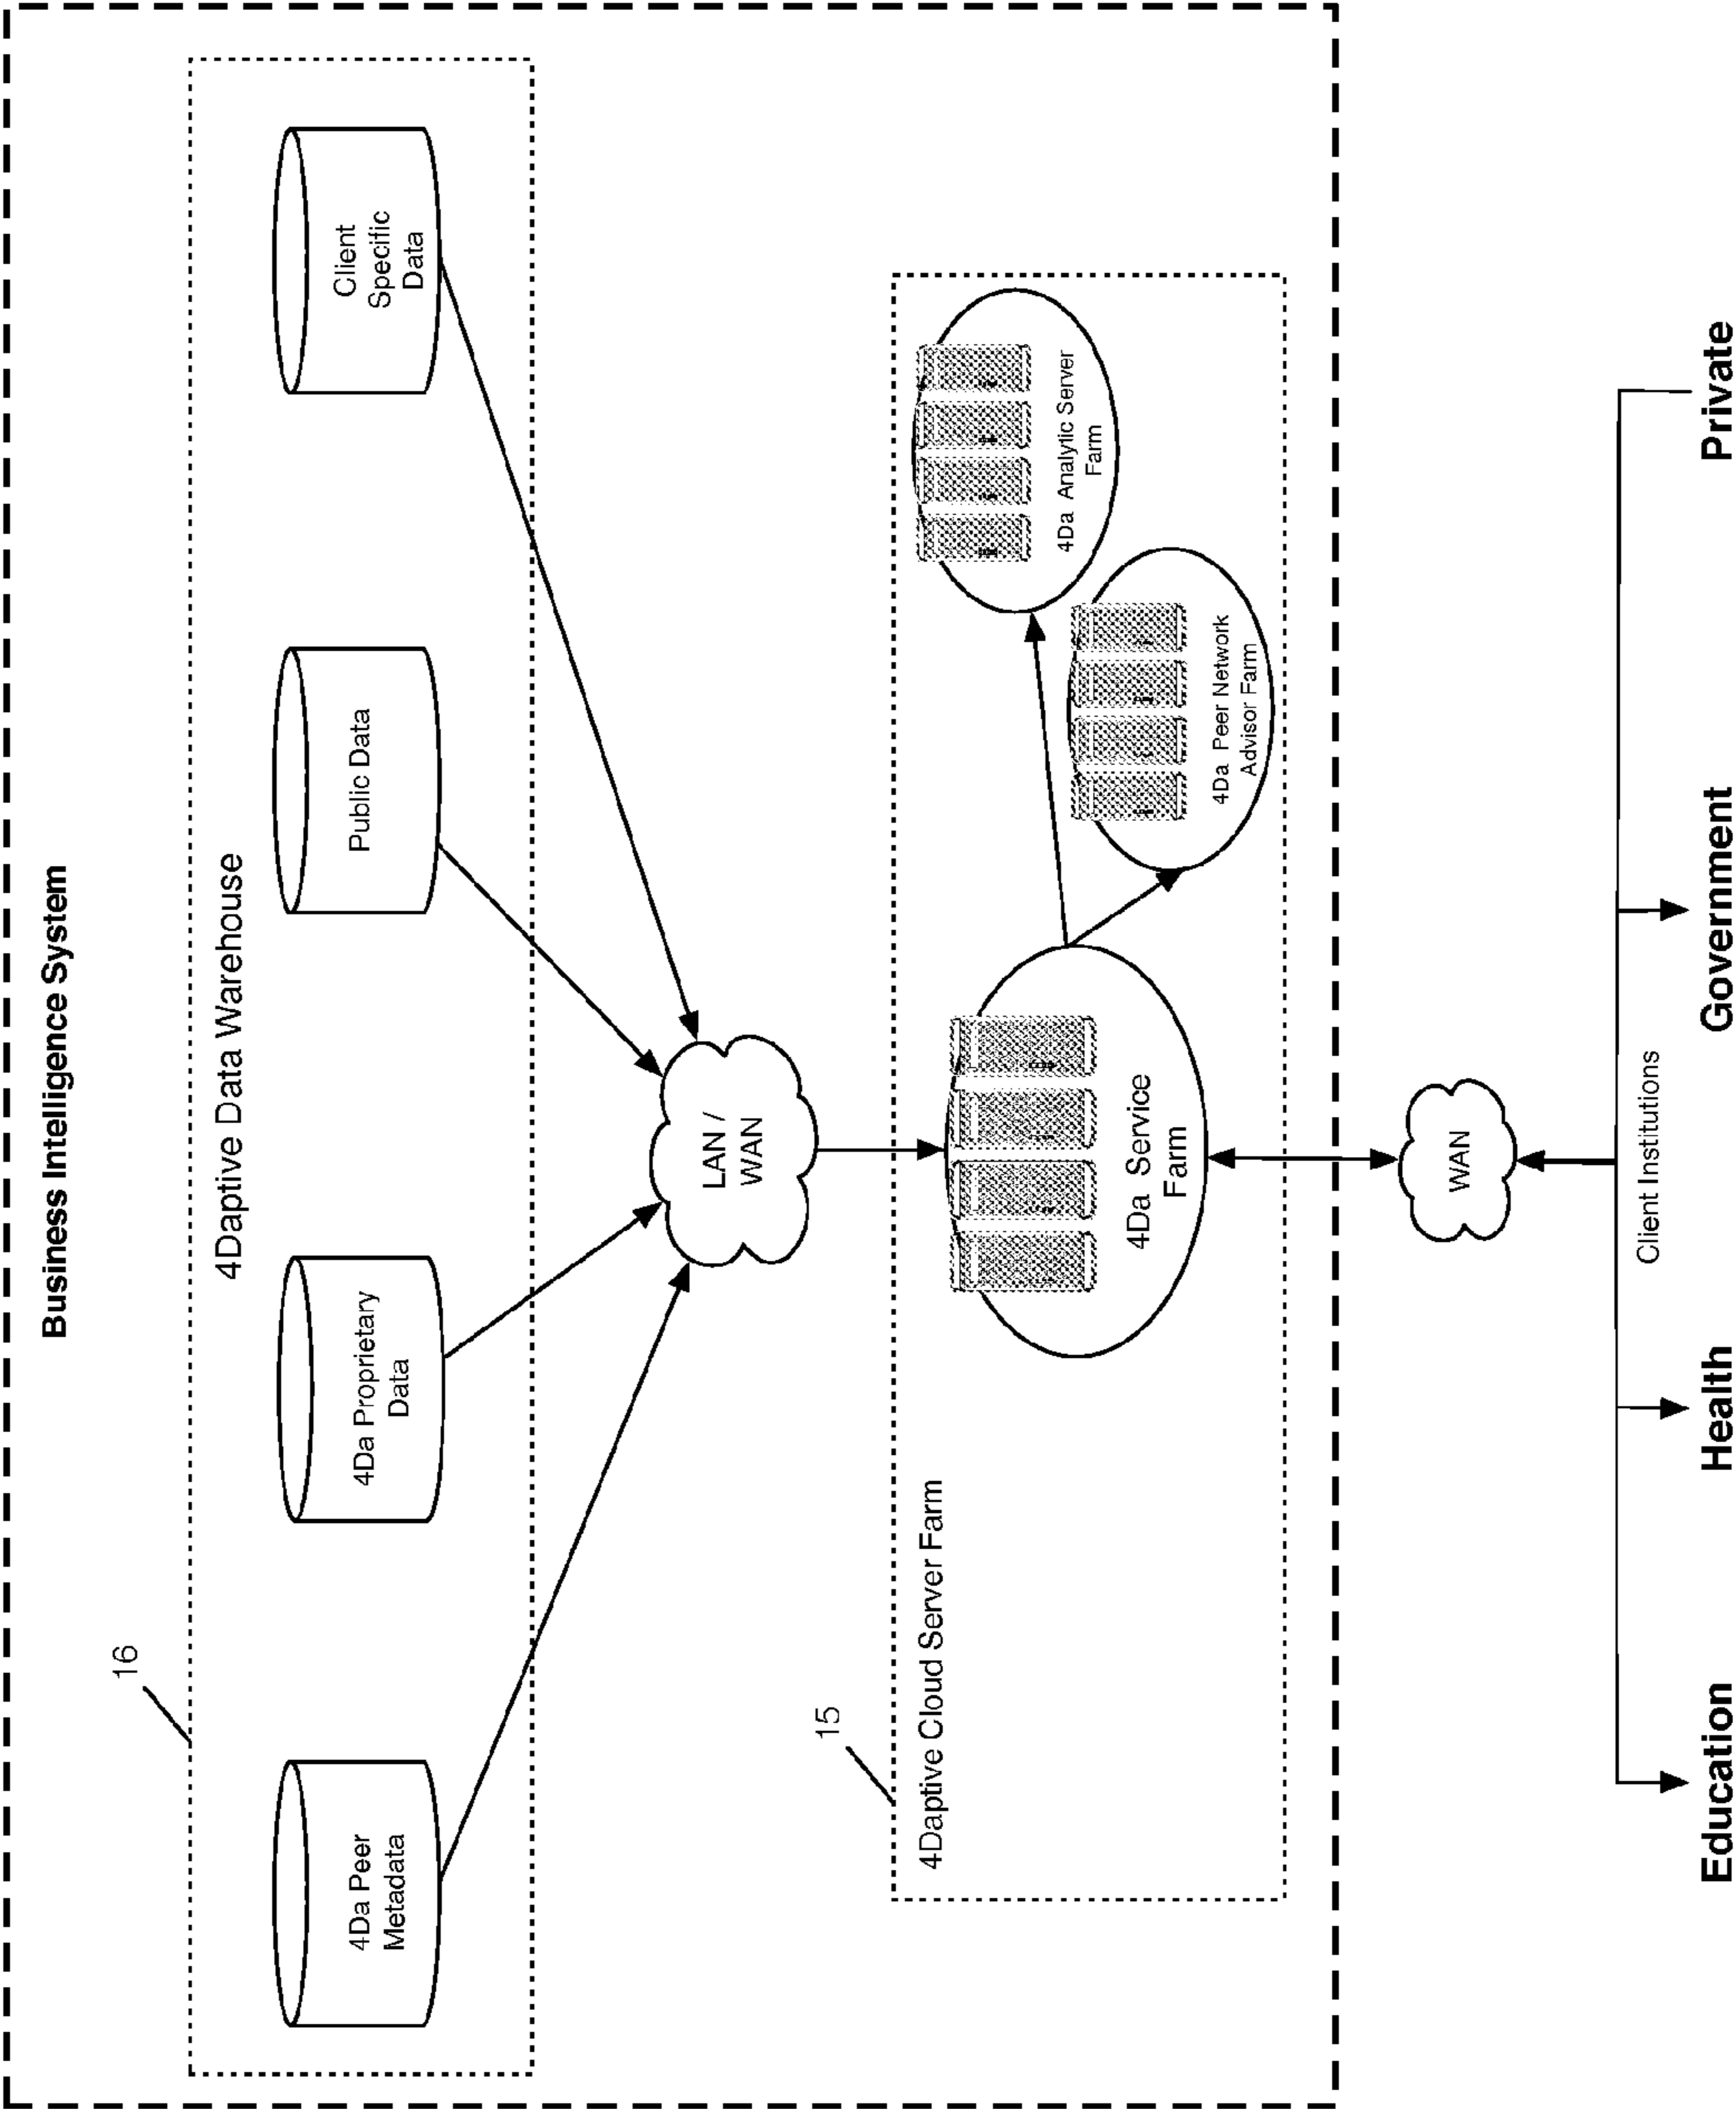 Business Intelligence System
16
4Daptive Data Warehouse
4Da Peer
Metadata
4Da Proprietary
Data
Public Data
Client
Specific
Data
LAN /
WAN
15
4Daptive Cloud Server Farm
4Da Service
Farm
4Da Analytic Server
Farm
4Da Peer Network
Advisor Farm
WAN
Client Institutions
Education
Health
Government
Private